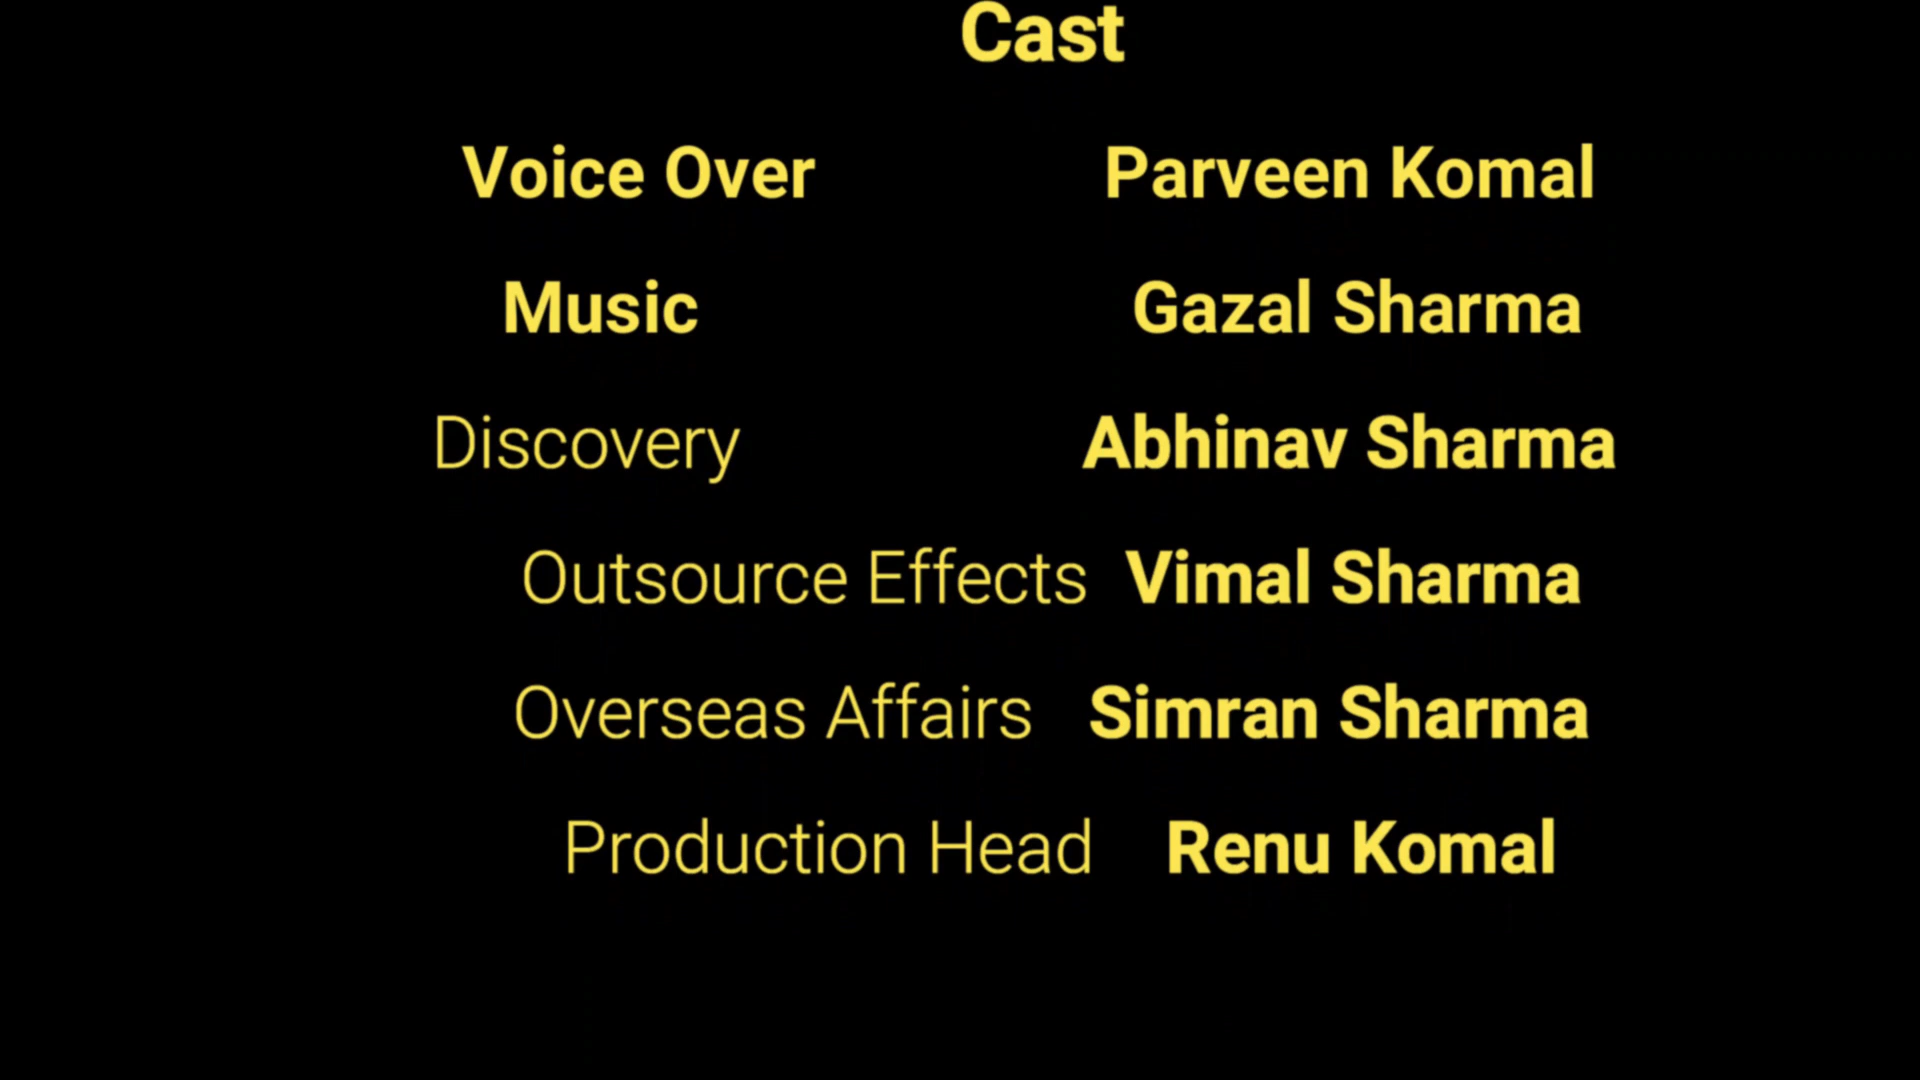 Cast
Voice Over Parveen Komal
Music Gazal Sharma
Discovery Abhinav Sharma
Outsource Effects Vimal Sharma
Overseas Affairs Simran Sharma
Production Head Renu Komal